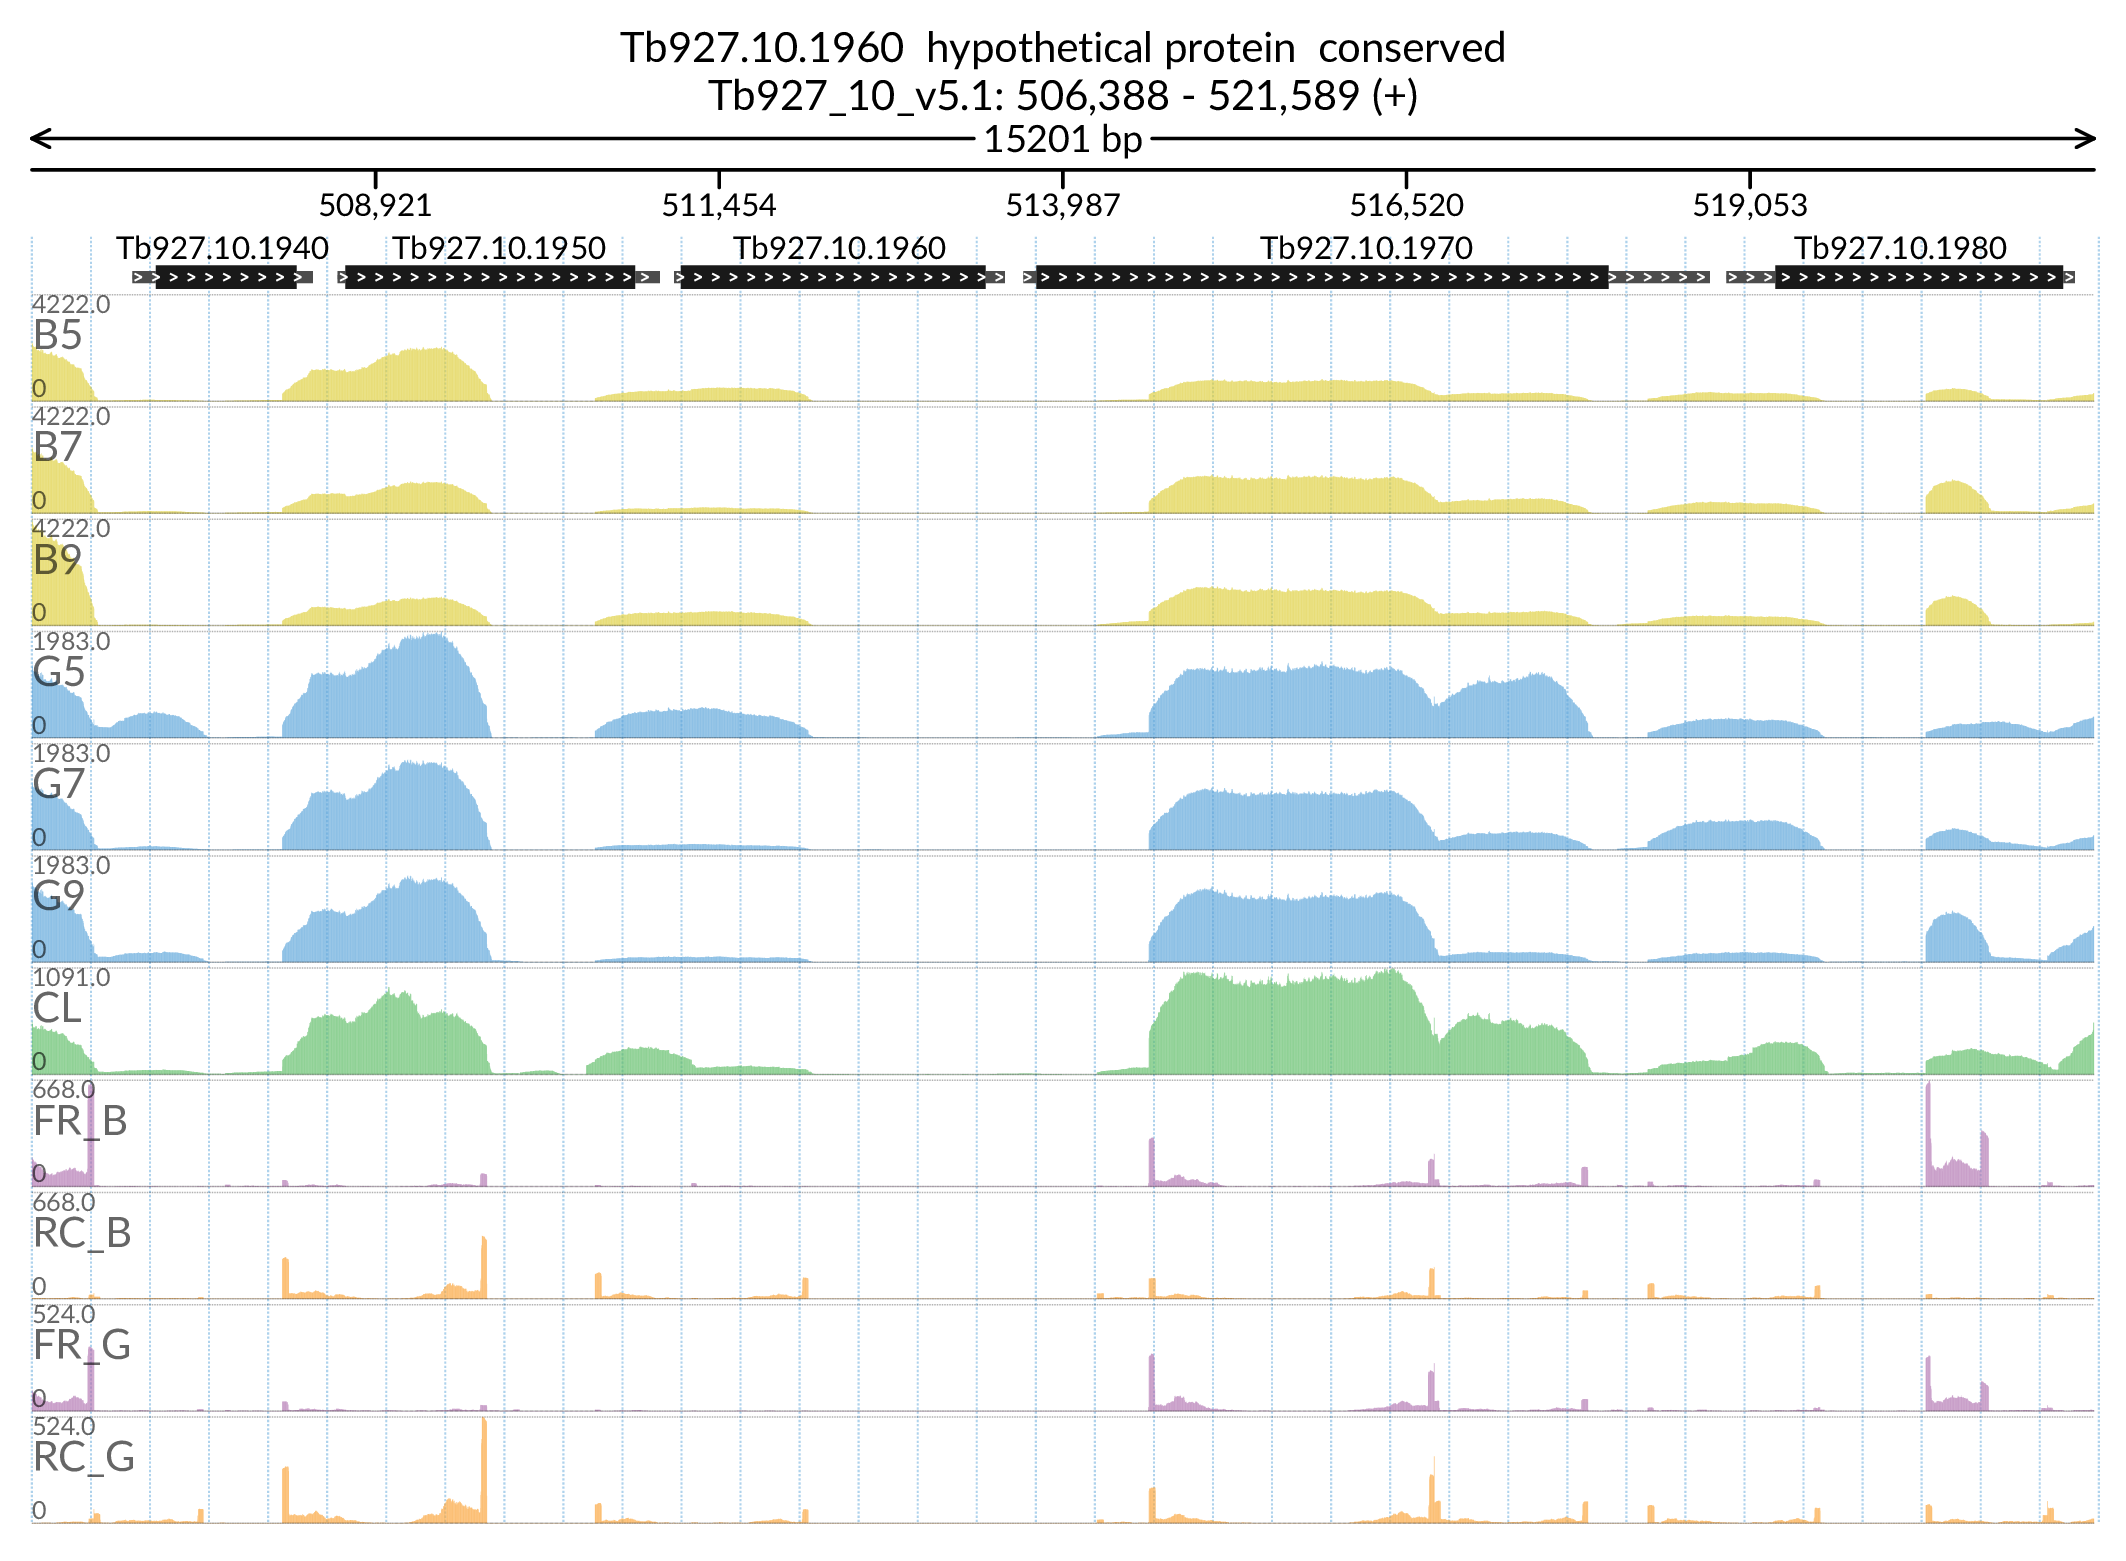 Tb927.10.1960  hypothetical protein  conserved
Tb927_10_v5.1: 506,388 - 521,589 (+)
15201 bp
508,921 511,454 513,987 516,520 519,053
Tb927.10.1940 Tb927.10.1950 Tb927.10.1960 Tb927.10.1970 Tb927.10.1980
4222.0
B5
0
4222.0
B7
0
4222.0
B9
0
1983.0
G5
0
1983.0
G7
0
1983.0
G9
0
1091.0
CL
0
668.0
FR_B
0
668.0
RC_B
0
524.0
FR_G
0
524.0
RC_G
0